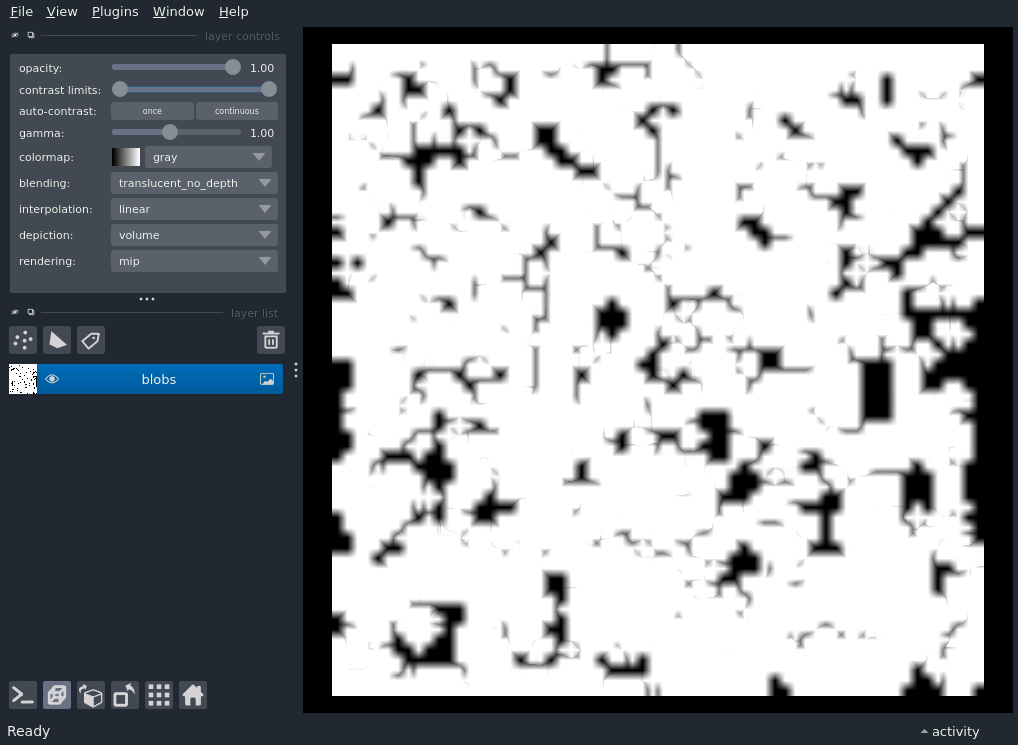 File View Plugins Window Help
layer controls
opacity: 1.00
contrast limits:
auto-contrast: once continuous
gamma: 1.00
colormap: gray
blending: translucent_no_depth
interpolation: linear
depiction: volume
rendering: mip
layer list
blobs
Ready
activity